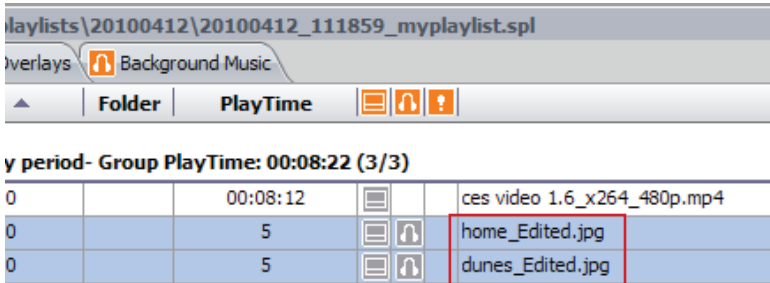 laylists\20100412\20100412_111859_myplaylist.spl
Overlays Background Music
Folder PlayTime
y period- Group PlayTime: 00:08:22 (3/3)
0 00:08:12 ces video 1.6_x264_480p.mp4
0 5 home_Edited.jpg
0 5 dunes_Edited.jpg